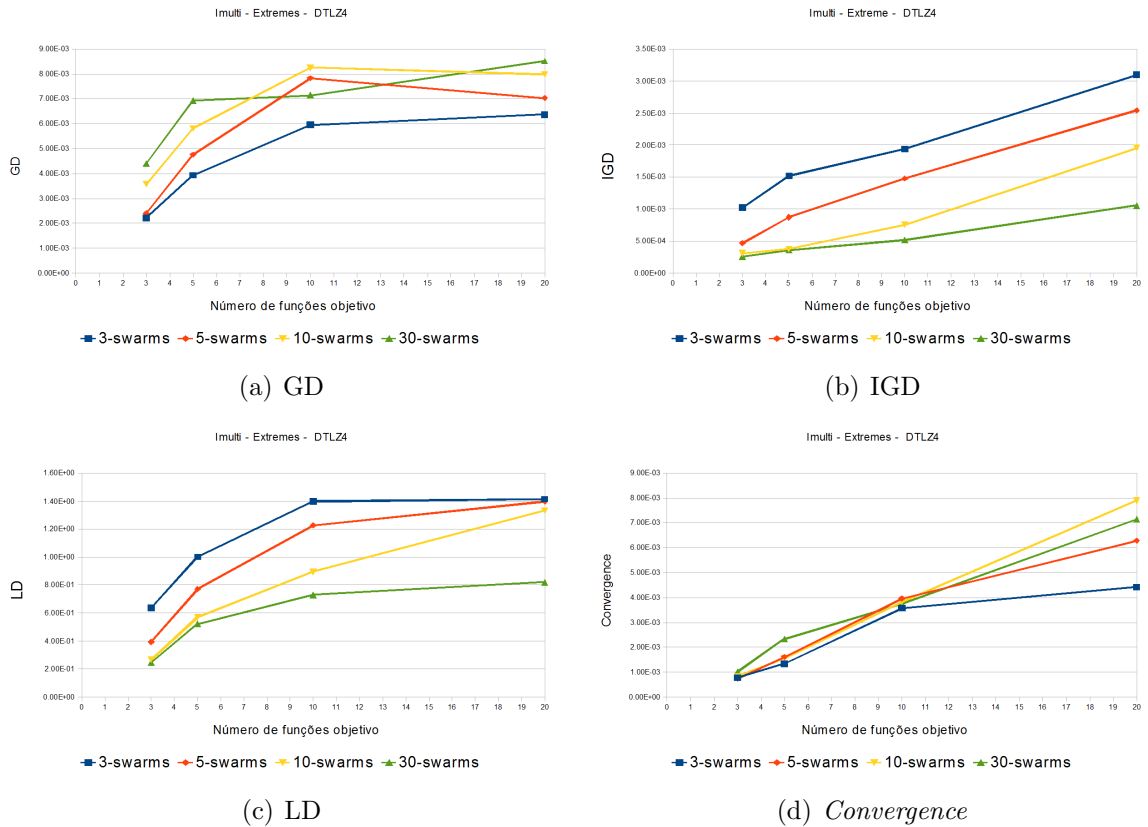 Imulti - Extreme - DTLZ4
9.00E-03
8.00E-03
7.00E-03
6.00E-03
5.00E-03
4.00E-03
3.00E-03
2.00E-03
1.00E-03
0.00E+00
GD
0 1 2 3 4 5 6 7 8 9 10 11 12 13 14 15 16 17 18 19 20
Número de funções objetivo
3-swarms 5-swarms 10-swarms 30-swarms
(a) GD
Imulti - Extreme - DTLZ4
3.50E-03
3.00E-03
2.50E-03
2.00E-03
1.50E-03
1.00E-03
5.00E-04
0.00E+00
IGD
0 1 2 3 4 5 6 7 8 9 10 11 12 13 14 15 16 17 18 19 20
Número de funções objetivo
3-swarms 5-swarms 10-swarms 30-swarms
(b) IGD
Imulti - Extremes - DTLZ4
1.60E+00
1.40E+00
1.20E+00
1.00E+00
8.00E-01
6.00E-01
4.00E-01
2.00E-01
0.00E+00
LD
0 1 2 3 4 5 6 7 8 9 10 11 12 13 14 15 16 17 18 19 20
Número de funções objetivo
3-swarms 5-swarms 10-swarms 30-swarms
(c) LD
Imulti - Extremes - DTLZ4
9.00E-03
8.00E-03
7.00E-03
6.00E-03
5.00E-03
4.00E-03
3.00E-03
2.00E-03
1.00E-03
0.00E+00
Convergence
0 1 2 3 4 5 6 7 8 9 10 11 12 13 14 15 16 17 18 19 20
Número de funções objetivo
3-swarms 5-swarms 10-swarms 30-swarms
(d) Convergence